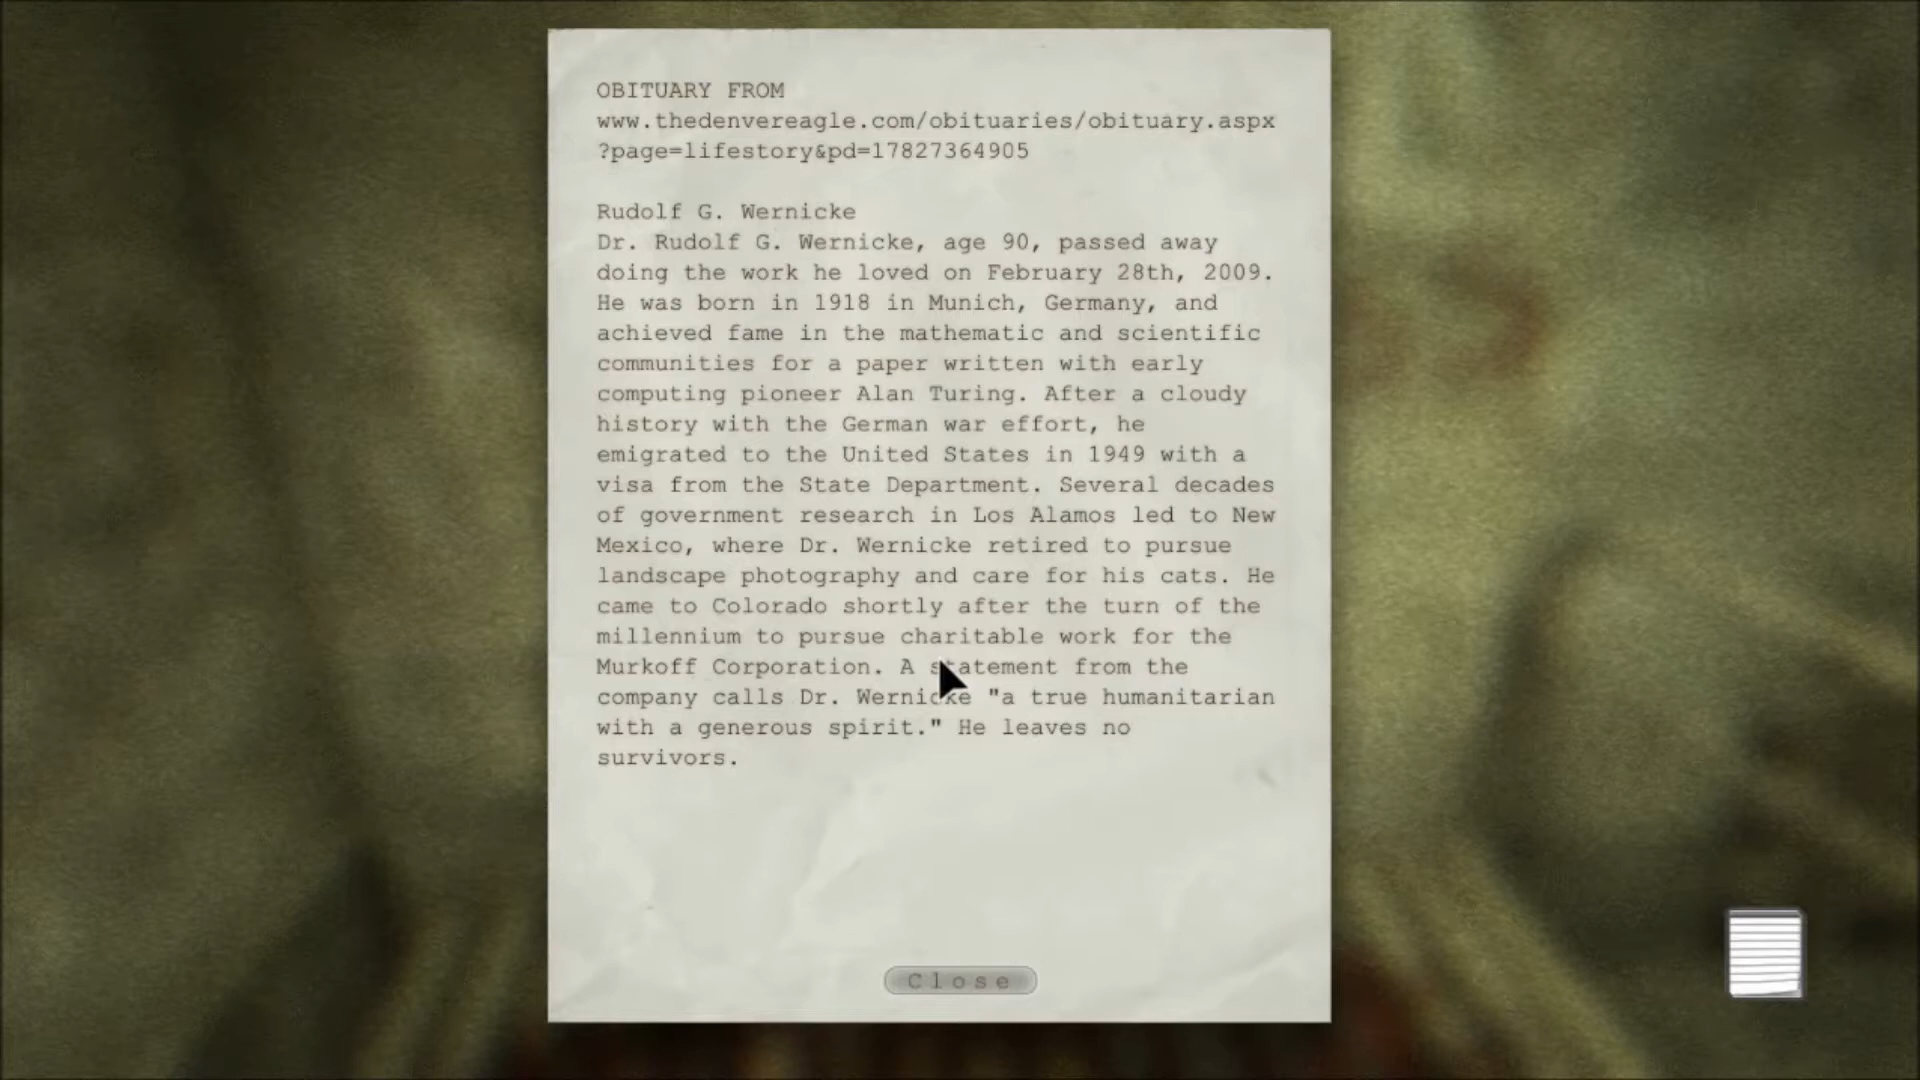 OBITUARY FROM
www.thedenvereagle.com/obituaries/obituary.aspx
?page=lifestory&pd=17827364905
Rudolf G. Wernicke
Dr. Rudolf G. Wernicke, age 90, passed away
doing the work he loved on February 28th, 2009.
He was born in 1918 in Munich, Germany, and
achieved fame in the mathematic and scientific
communities for a paper written with early
computing pioneer Alan Turing. After a cloudy
history with the German war effort, he
emigrated to the United States in 1949 with a
visa from the State Department. Several decades
of government research in Los Alamos led to New
Mexico, where Dr. Wernicke retired to pursue
landscape photography and care for his cats. He
came to Colorado shortly after the turn of the
millennium to pursue charitable work for the
Murkoff Corporation. A statement from the
company calls Dr. Wernicke "a true humanitarian
with a generous spirit." He leaves no
survivors.
Close